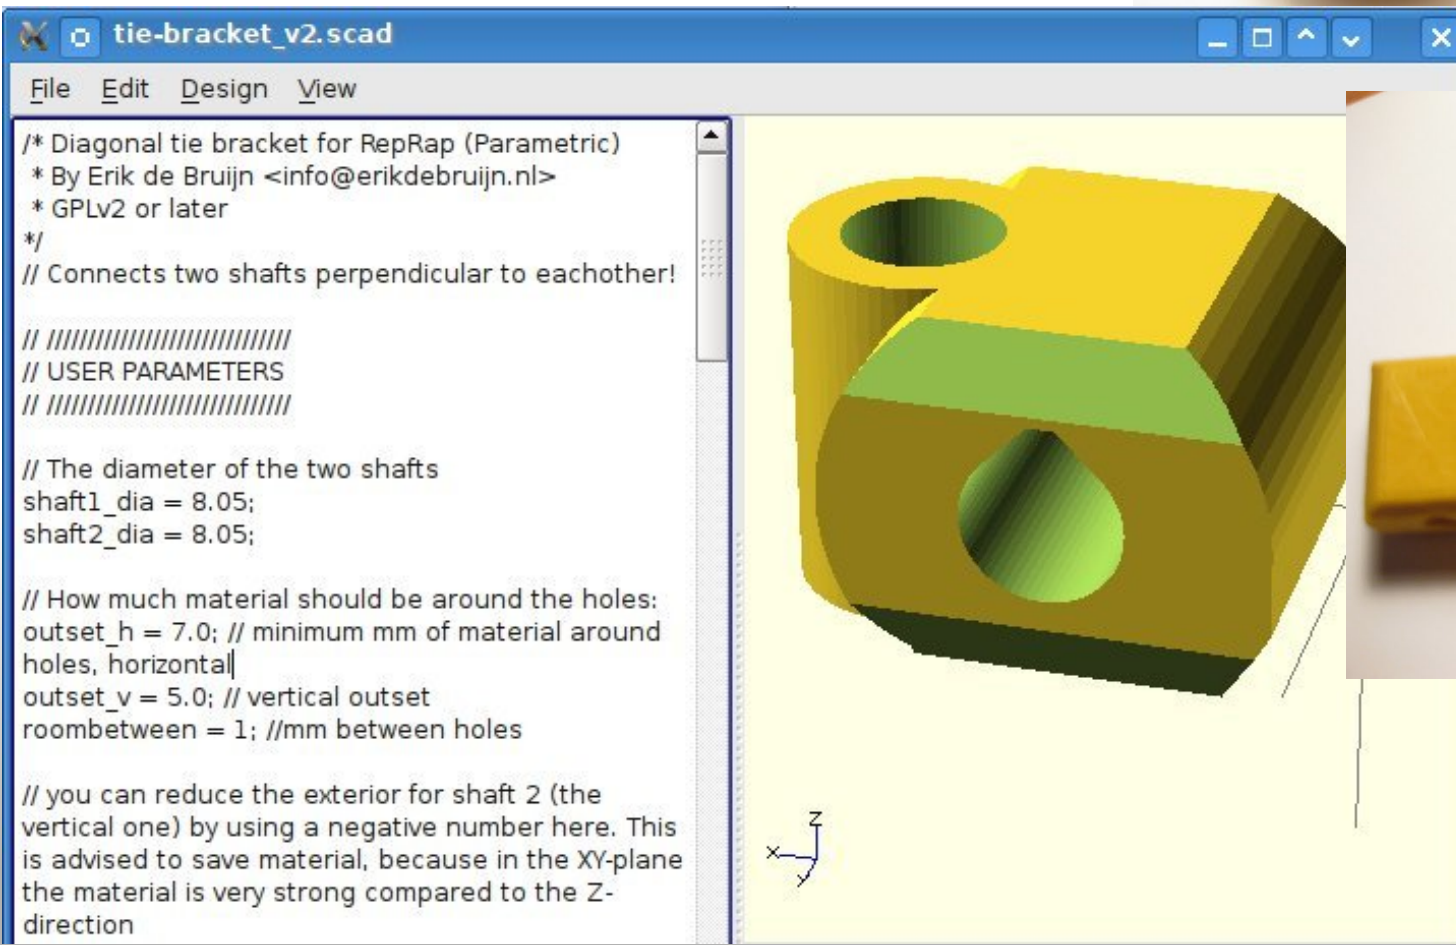 tie-bracket_v2.scad
File Edit Design View
/* Diagonal tie bracket for RepRap (Parametric)
* By Erik de Bruijn <info@erikdebruijn.nl>
* GPLv2 or later
*/
// Connects two shafts perpendicular to eachother!
// //////////////////////////////
// USER PARAMETERS
// //////////////////////////////
// The diameter of the two shafts
shaft1_dia = 8.05;
shaft2_dia = 8.05;
// How much material should be around the holes:
outset_h = 7.0; // minimum mm of material around
holes, horizontal
outset_v = 5.0; // vertical outset
roombetween = 1; //mm between holes
// you can reduce the exterior for shaft 2 (the
vertical one) by using a negative number here. This
is advised to save material, because in the XY-plane
the material is very strong compared to the Z-
direction
Z
X
y